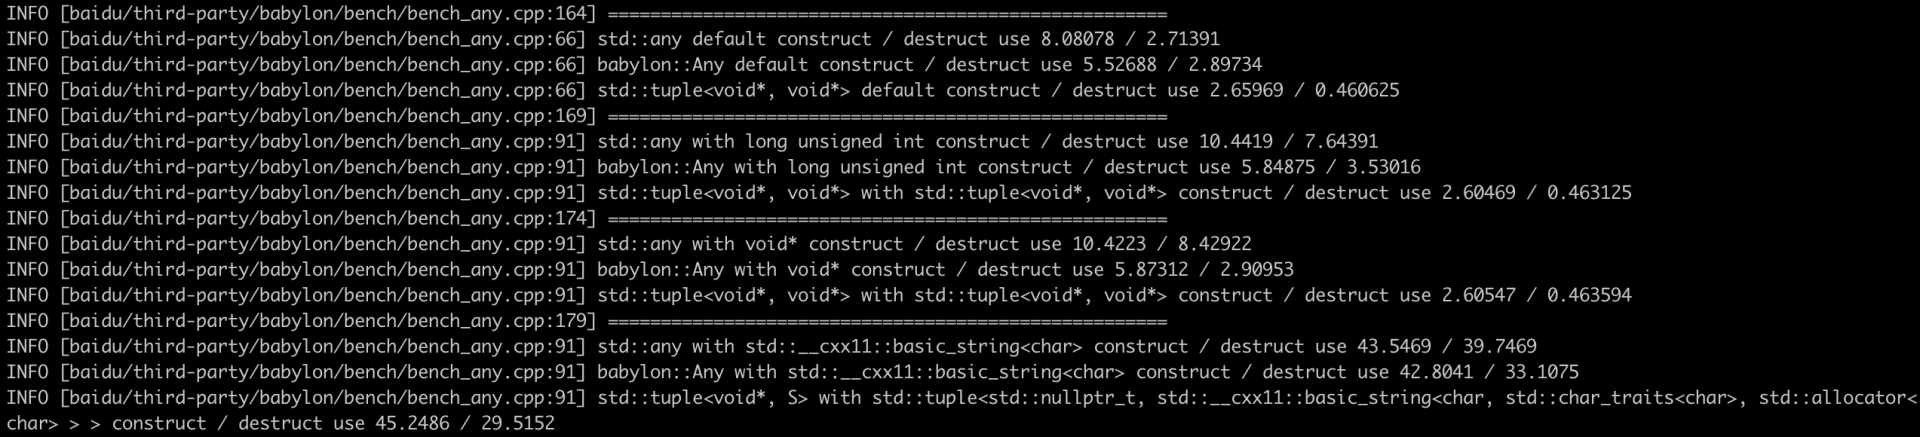 INFO [baidu/third-party/babylon/bench/bench_any.cpp:164] =====================================================
INFO [baidu/third-party/babylon/bench/bench_any.cpp:66] std::any default construct / destruct use 8.08078 / 2.71391
INFO [baidu/third-party/babylon/bench/bench_any.cpp:66] babylon::Any default construct / destruct use 5.52688 / 2.89734
INFO [baidu/third-party/babylon/bench/bench_any.cpp:66] std::tuple<void*, void*> default construct / destruct use 2.65969 / 0.460625
INFO [baidu/third-party/babylon/bench/bench_any.cpp:169] =====================================================
INFO [baidu/third-party/babylon/bench/bench_any.cpp:91] std::any with long unsigned int construct / destruct use 10.4419 / 7.64391
INFO [baidu/third-party/babylon/bench/bench_any.cpp:91] babylon::Any with long unsigned int construct / destruct use 5.84875 / 3.53016
INFO [baidu/third-party/babylon/bench/bench_any.cpp:91] std::tuple<void*, void*> with std::tuple<void*, void*> construct / destruct use 2.60469 / 0.463125
INFO [baidu/third-party/babylon/bench/bench_any.cpp:174] =====================================================
INFO [baidu/third-party/babylon/bench/bench_any.cpp:91] std::any with void* construct / destruct use 10.4223 / 8.42922
INFO [baidu/third-party/babylon/bench/bench_any.cpp:91] babylon::Any with void* construct / destruct use 5.87312 / 2.90953
INFO [baidu/third-party/babylon/bench/bench_any.cpp:91] std::tuple<void*, void*> with std::tuple<void*, void*> construct / destruct use 2.60547 / 0.463594
INFO [baidu/third-party/babylon/bench/bench_any.cpp:179] =====================================================
INFO [baidu/third-party/babylon/bench/bench_any.cpp:91] std::any with std::__cxx11::basic_string<char> construct / destruct use 43.5469 / 39.7469
INFO [baidu/third-party/babylon/bench/bench_any.cpp:91] babylon::Any with std::__cxx11::basic_string<char> construct / destruct use 42.8041 / 33.1075
INFO [baidu/third-party/babylon/bench/bench_any.cpp:91] std::tuple<void*, S> with std::tuple<std::nullptr_t, std::__cxx11::basic_string<char, std::char_traits<char>, std::allocator<
char> > > construct / destruct use 45.2486 / 29.5152